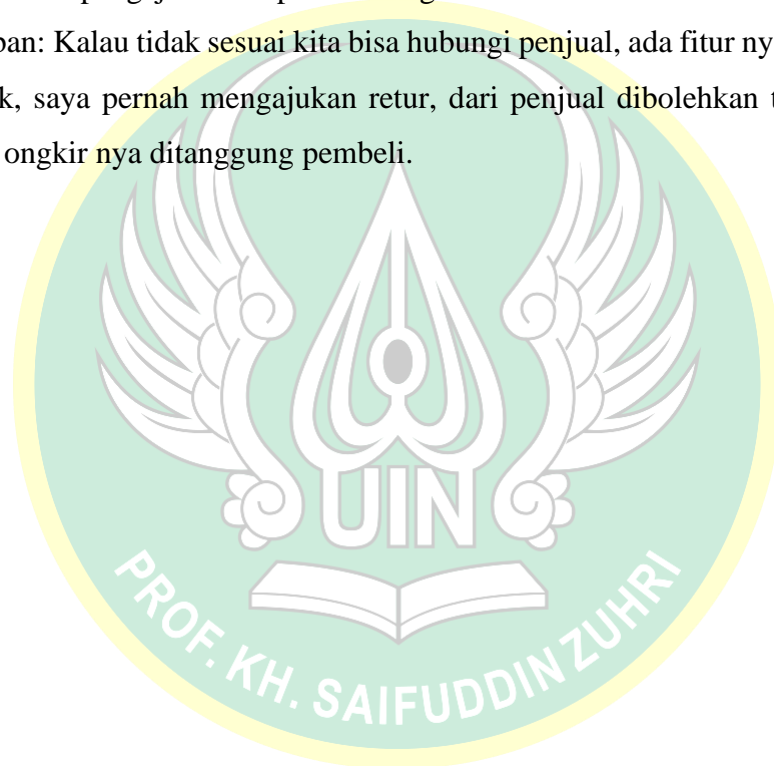 ban: Kalau tidak sesuai kita bisa hubungi penjual, ada fitur ny
k, saya pernah mengajukan retur, dari penjual dibolehkan t
ongkir nya ditanggung pembeli.
UIN
PROF. KH. SAIFUDDIN ZUHRI